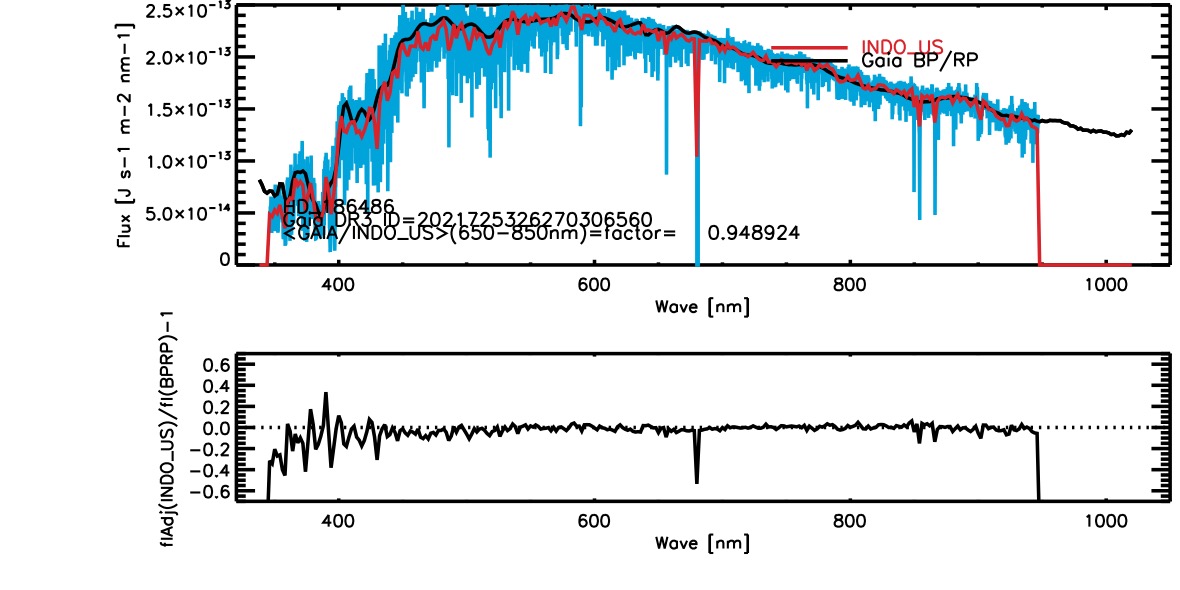 2.5×10⁻¹³
2.0×10⁻¹³
1.5×10⁻¹³
1.0×10⁻¹³
5.0×10⁻¹⁴
0
Flux [J s-1 m-2 nm-1]
INDO_US
Gaia BP/RP
HD_186486
Gaia DR3 ID=2021725326270306560
<GAIA/INDO_US>(650-850nm)=factor= 0.948924
400 600 800 1000
Wave [nm]
0.6
0.4
0.2
0.0
-0.2
-0.4
-0.6
flAdj(INDO_US)/fl(BPRP)-1
400 600 800 1000
Wave [nm]